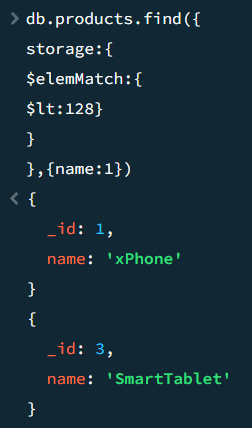 > db.products.find({
storage:{
$elemMatch:{
$lt:128}
}
},{name:1})
< {
_id: 1,
name: 'xPhone'
}
{
_id: 3,
name: 'SmartTablet'
}